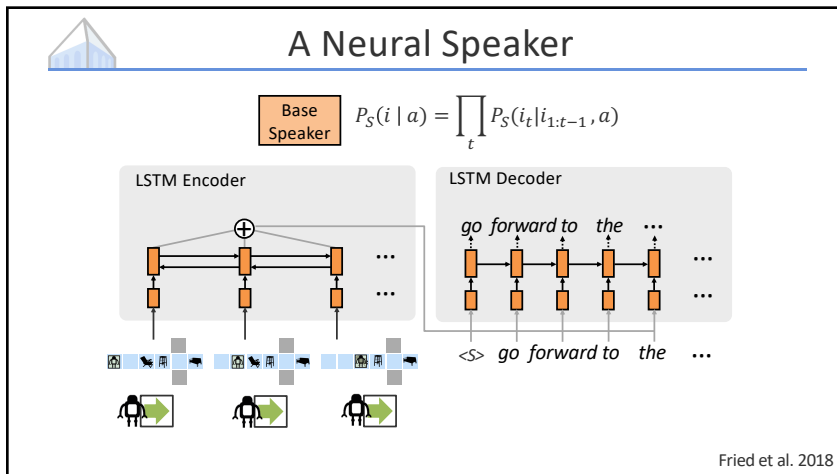 A Neural Speaker
Base
Speaker
P_S(i | a) = ∏_t P_S(i_t|i_{1:t−1}, a)
LSTM Encoder
...
...
LSTM Decoder
go forward to the ...
...
...
<S> go forward to the ...
Fried et al. 2018